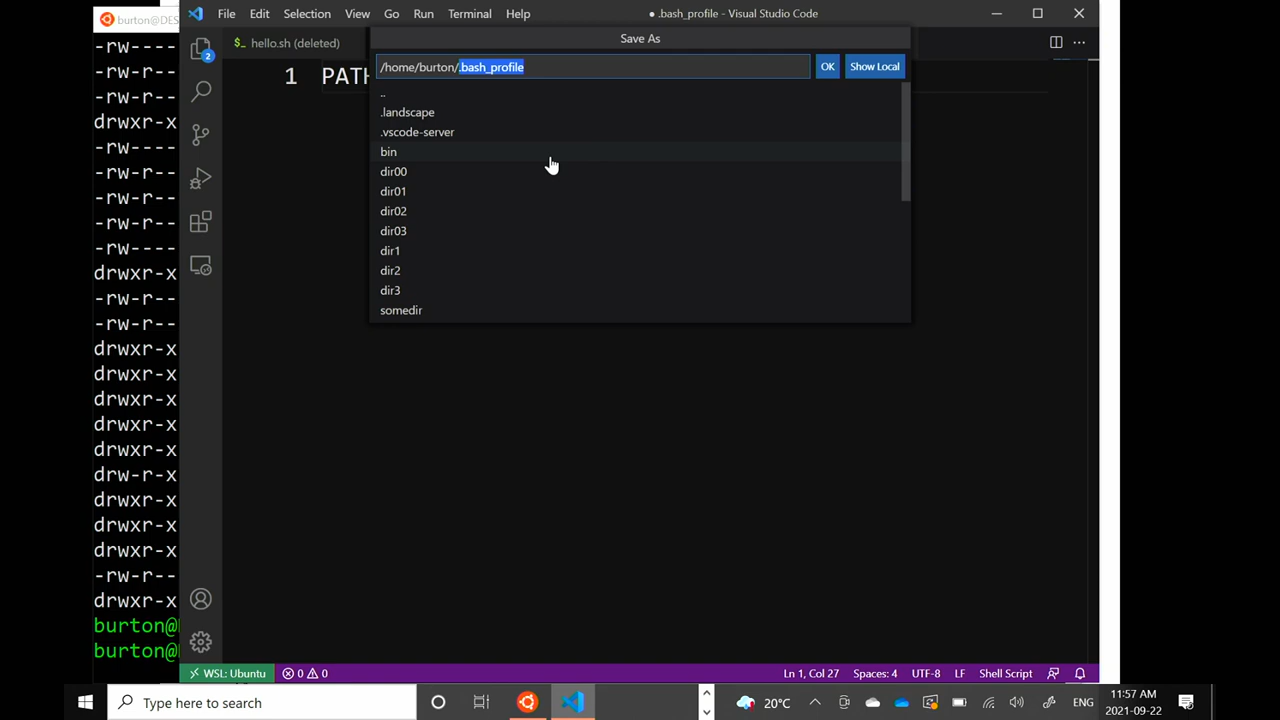 burton@DES
File Edit Selection View Go Run Terminal Help
● .bash_profile - Visual Studio Code
hello.sh (deleted)
Save As
/home/burton/.bash_profile
OK
Show Local
2
1 PATH
..
.landscape
.vscode-server
bin
dir00
dir01
dir02
dir03
dir1
dir2
dir3
somedir
-rw----
-rw-r--
-rw-r--
drwxr-x
-rw----
-rw-r--
-rw-r--
-rw-r--
-rw----
drwxr-x
-rw-r--
-rw-r--
drwxr-x
drwxr-x
drwxr-x
drwxr-x
drwxr-x
drw-r-x
drwxr-x
drwxr-x
drwxr-x
-rw-r--
drwxr-x
burton@
burton@
WSL: Ubuntu
0 0
Ln 1, Col 27 Spaces: 4 UTF-8 LF Shell Script
Type here to search
20°C
ENG
11:57 AM
2021-09-22